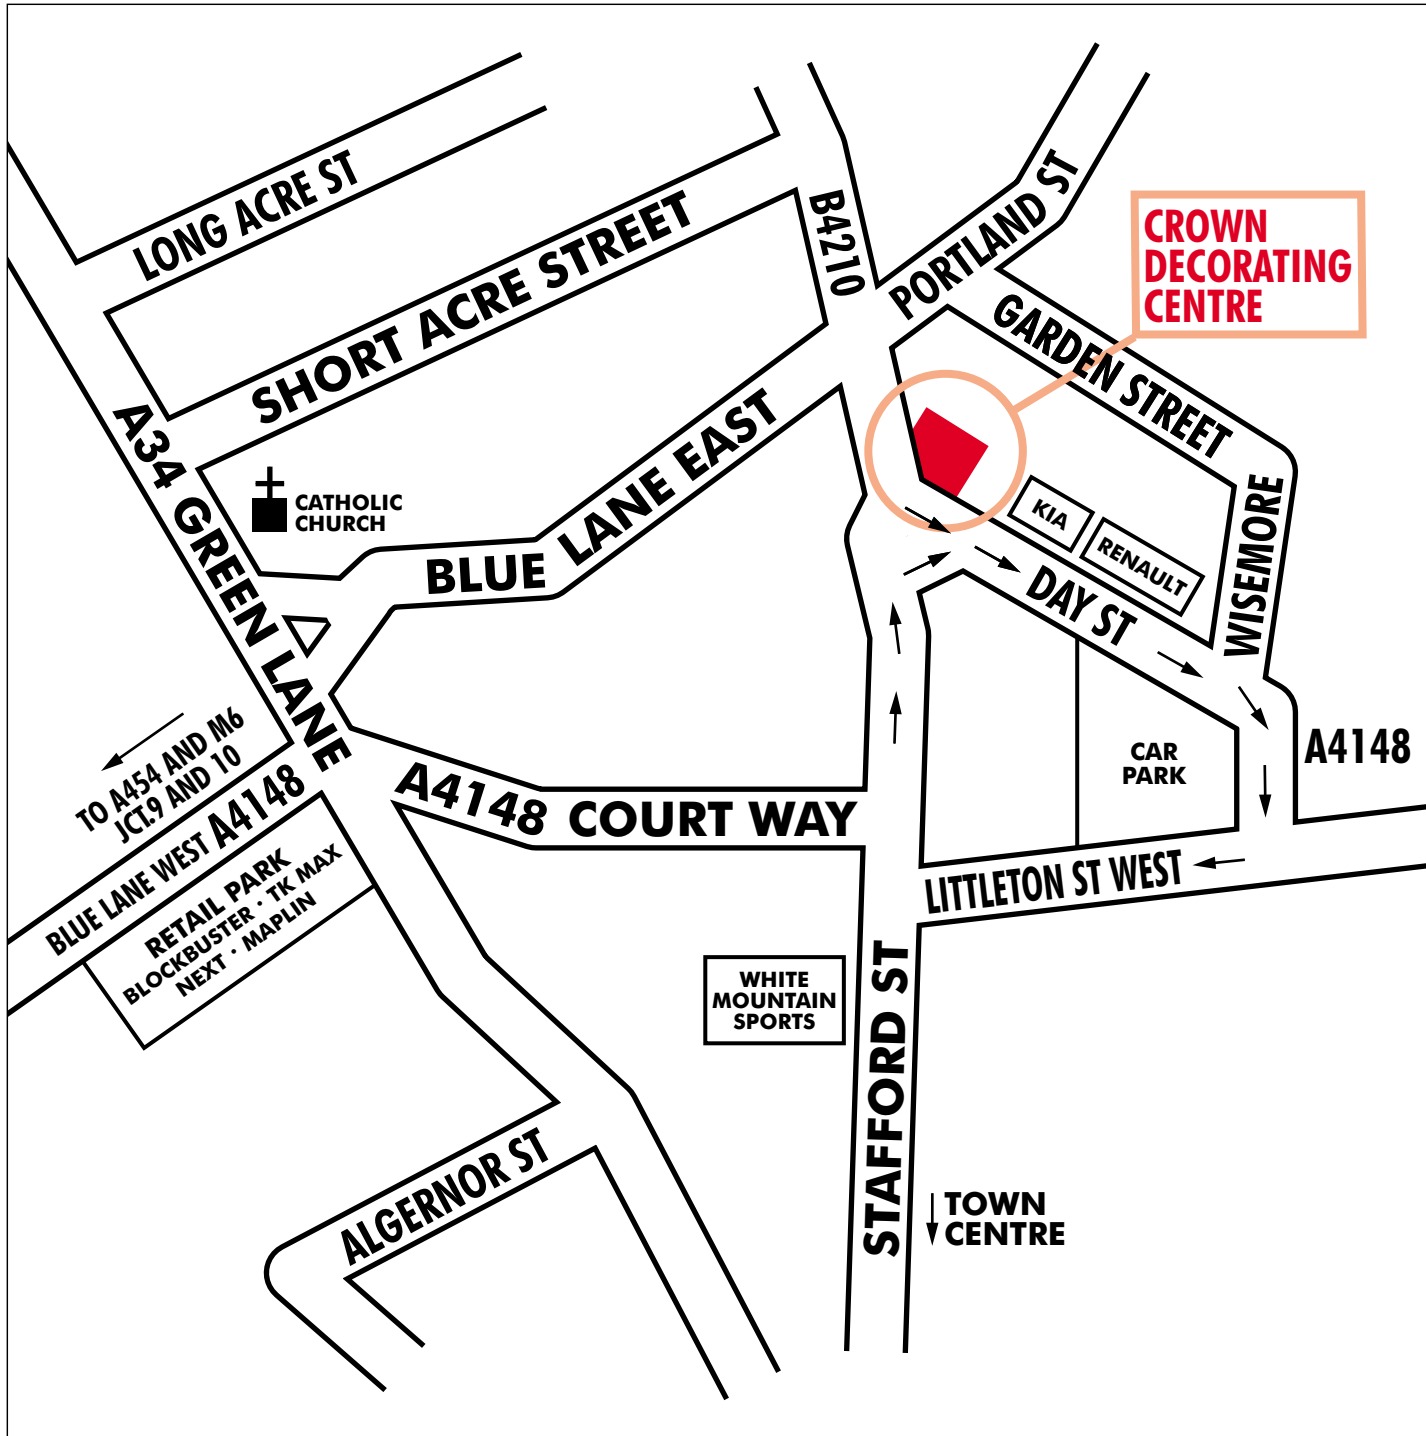 LONG ACRE ST
SHORT ACRE STREET
B4210
PORTLAND ST
CROWN
DECORATING
CENTRE
GARDEN STREET
A34 GREEN LANE
CATHOLIC
CHURCH
BLUE LANE EAST
KIA
RENAULT
WISEMORE
DAY ST
TO A454 AND M6
JCT.9 AND 10
BLUE LANE WEST A4148
A4148 COURT WAY
CAR
PARK
A4148
RETAIL PARK
BLOCKBUSTER · TK MAX
NEXT · MAPLIN
LITTLETON ST WEST
WHITE
MOUNTAIN
SPORTS
STAFFORD ST
ALGERNOR ST
TOWN
CENTRE